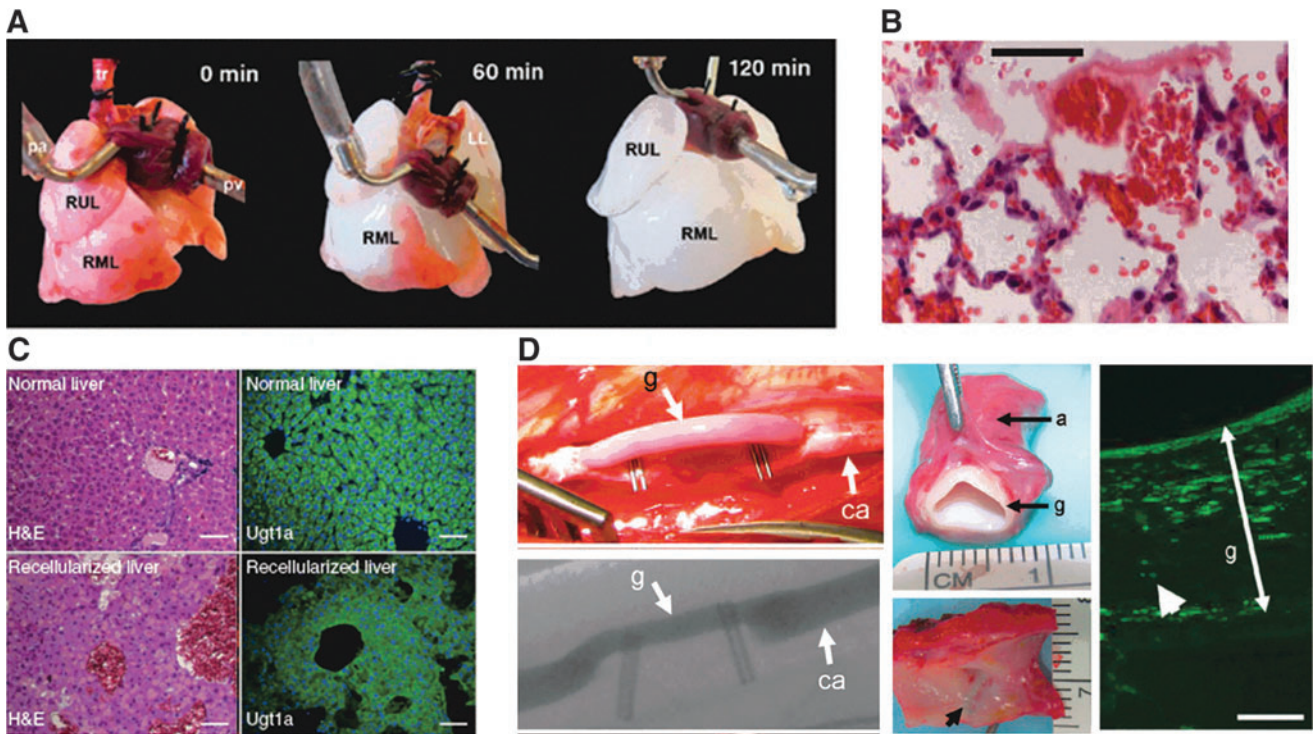 A
0 min
60 min
120 min
tr
pa
pv
RUL
RML
LL
RML
RUL
RML
B
C
Normal liver
H&E
Normal liver
Ugt1a
Recellularized liver
H&E
Recellularized liver
Ugt1a
D
g
ca
g
ca
a
g
CM
1
7
g